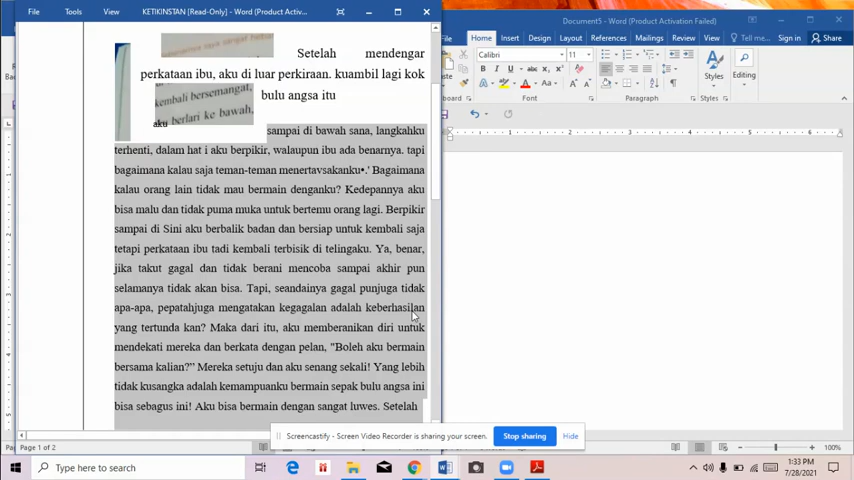 File Tools View KETIKINSTAN [Read-Only] - Word (Product Activ...
Document5 - Word (Product Activation Failed)
Home Insert Design Layout References Mailings Review View Sign in Share
Calibri 11
Styles Editing
Font Paragraph
1 2 3 4 5 6
Setelah mendengar
perkataan ibu, aku di luar perkiraan. kuambil lagi kok
kembali bersemangat,
berlari ke bawah,
bulu angsa itu
aku
sampai di bawah sana, langkahku
terhenti, dalam hat i aku berpikir, walaupun ibu ada benarnya. tapi
bagaimana kalau saja teman-teman menertavsakanku•.' Bagaimana
kalau orang lain tidak mau bermain denganku? Kedepannya aku
bisa malu dan tidak puma muka untuk bertemu orang lagi. Berpikir
sampai di Sini aku berbalik badan dan bersiap untuk kembali saja
tetapi perkataan ibu tadi kembali terbisik di telingaku. Ya, benar,
jika takut gagal dan tidak berani mencoba sampai akhir pun
selamanya tidak akan bisa. Tapi, seandainya gagal punjuga tidak
apa-apa, pepatahjuga mengatakan kegagalan adalah keberhasilan
yang tertunda kan? Maka dari itu, aku memberanikan diri untuk
mendekati mereka dan berkata dengan pelan, "Boleh aku bermain
bersama kalian?" Mereka setuju dan aku senang sekali! Yang lebih
tidak kusangka adalah kemampuanku bermain sepak bulu angsa ini
bisa sebagus ini! Aku bisa bermain dengan sangat luwes. Setelah
Screencastify - Screen Video Recorder is sharing your screen. Stop sharing Hide
Page 1 of 2
100%
Type here to search
1:33 PM
7/28/2021